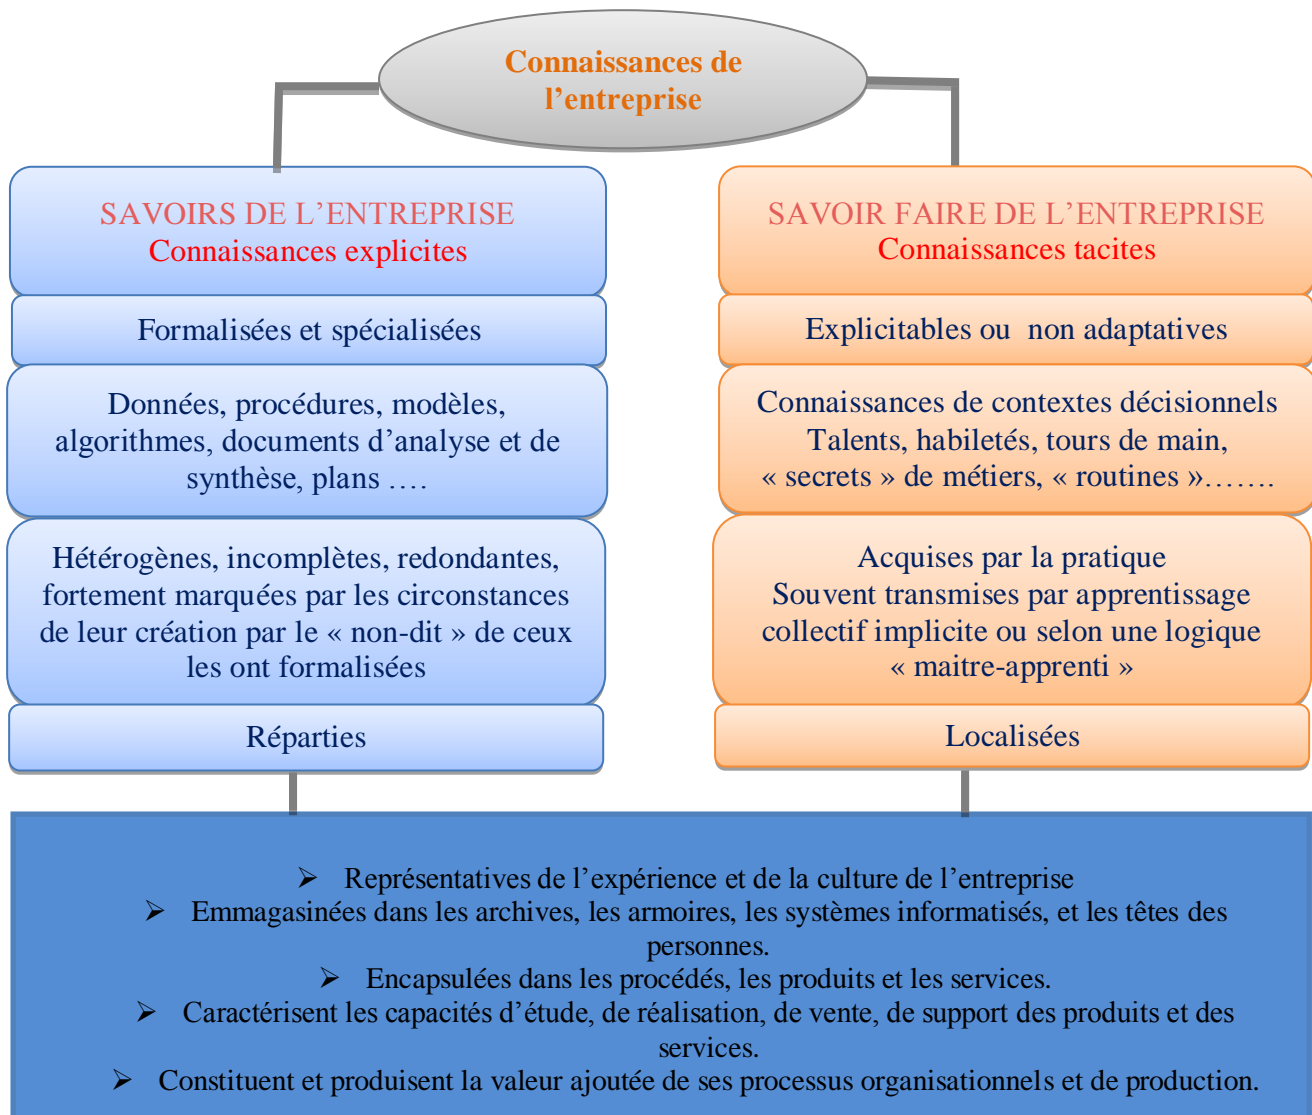 Connaissances de
l’entreprise
SAVOIRS DE L’ENTREPRISE
Connaissances explicites
Formalisées et spécialisées
Données, procédures, modèles,
algorithmes, documents d’analyse et de
synthèse, plans ….
Hétérogènes, incomplètes, redondantes,
fortement marquées par les circonstances
de leur création par le « non-dit » de ceux
les ont formalisées
Réparties
SAVOIR FAIRE DE L’ENTREPRISE
Connaissances tacites
Explicitables ou non adaptatives
Connaissances de contextes décisionnels
Talents, habiletés, tours de main,
« secrets » de métiers, « routines »…….
Acquises par la pratique
Souvent transmises par apprentissage
collectif implicite ou selon une logique
« maitre-apprenti »
Localisées
➢ Représentatives de l’expérience et de la culture de l’entreprise
➢ Emmagasinées dans les archives, les armoires, les systèmes informatisés, et les têtes des
personnes.
➢ Encapsulées dans les procédés, les produits et les services.
➢ Caractérisent les capacités d’étude, de réalisation, de vente, de support des produits et des
services.
➢ Constituent et produisent la valeur ajoutée de ses processus organisationnels et de production.